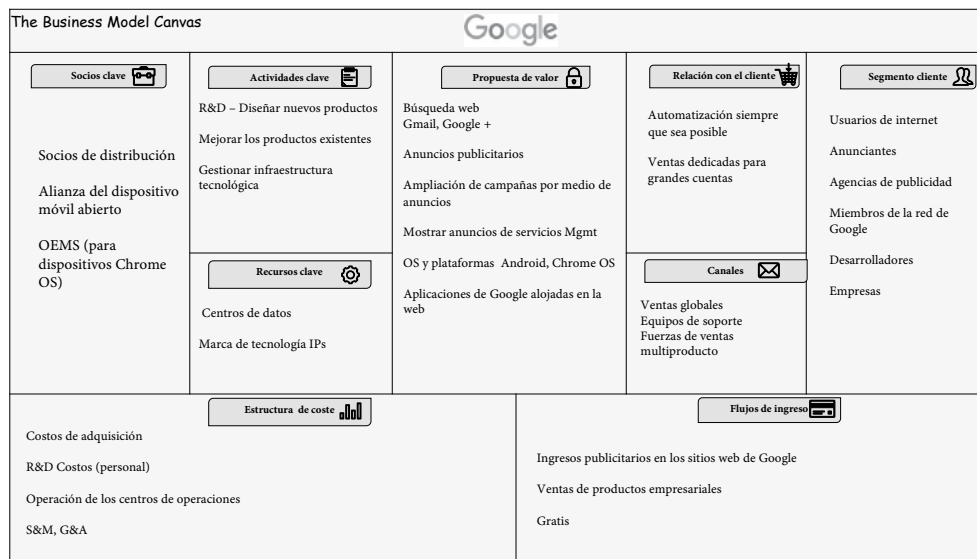 The Business Model Canvas
Google
Socios clave
Socios de distribución
Alianza del dispositivo
móvil abierto
OEMS (para
dispositivos Chrome
OS)
Actividades clave
R&D – Diseñar nuevos productos
Mejorar los productos existentes
Gestionar infraestructura
tecnológica
Recursos clave
Centros de datos
Marca de tecnología IPs
Propuesta de valor
Búsqueda web
Gmail, Google +
Anuncios publicitarios
Ampliación de campañas por medio de
anuncios
Mostrar anuncios de servicios Mgmt
OS y plataformas Android, Chrome OS
Aplicaciones de Google alojadas en la
web
Relación con el cliente
Automatización siempre
que sea posible
Ventas dedicadas para
grandes cuentas
Canales
Ventas globales
Equipos de soporte
Fuerzas de ventas
multiproducto
Segmento cliente
Usuarios de internet
Anunciantes
Agencias de publicidad
Miembros de la red de
Google
Desarrolladores
Empresas
Estructura de coste
Costos de adquisición
R&D Costos (personal)
Operación de los centros de operaciones
S&M, G&A
Flujos de ingreso
Ingresos publicitarios en los sitios web de Google
Ventas de productos empresariales
Gratis